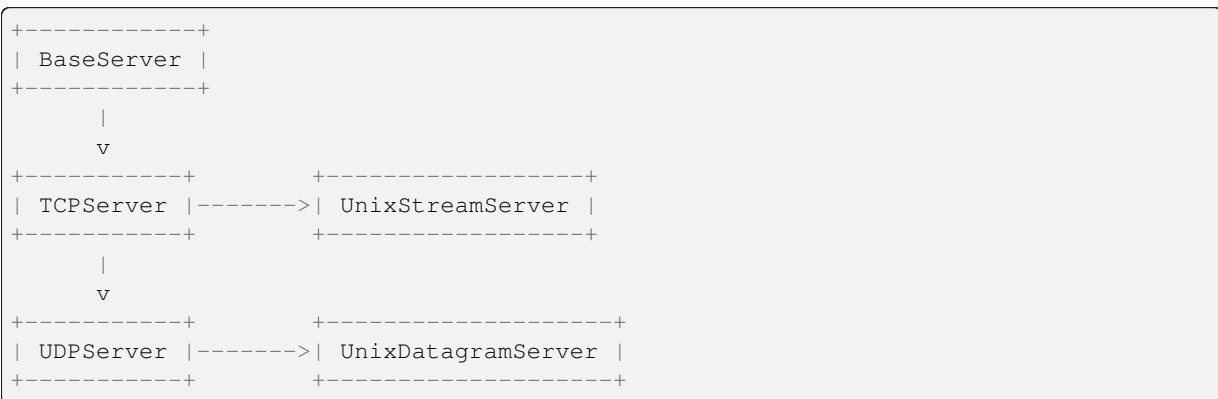 +------------+
| BaseServer |
+------------+
      |
      v
+-----------+        +------------------+
| TCPServer |------->| UnixStreamServer |
+-----------+        +------------------+
      |
      v
+-----------+        +--------------------+
| UDPServer |------->| UnixDatagramServer |
+-----------+        +--------------------+